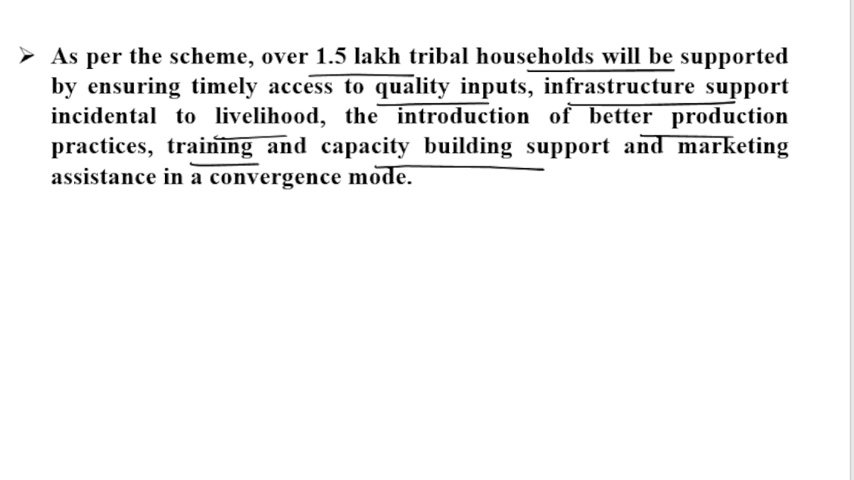 ➢ As per the scheme, over 1.5 lakh tribal households will be supported
by ensuring timely access to quality inputs, infrastructure support
incidental to livelihood, the introduction of better production
practices, training and capacity building support and marketing
assistance in a convergence mode.